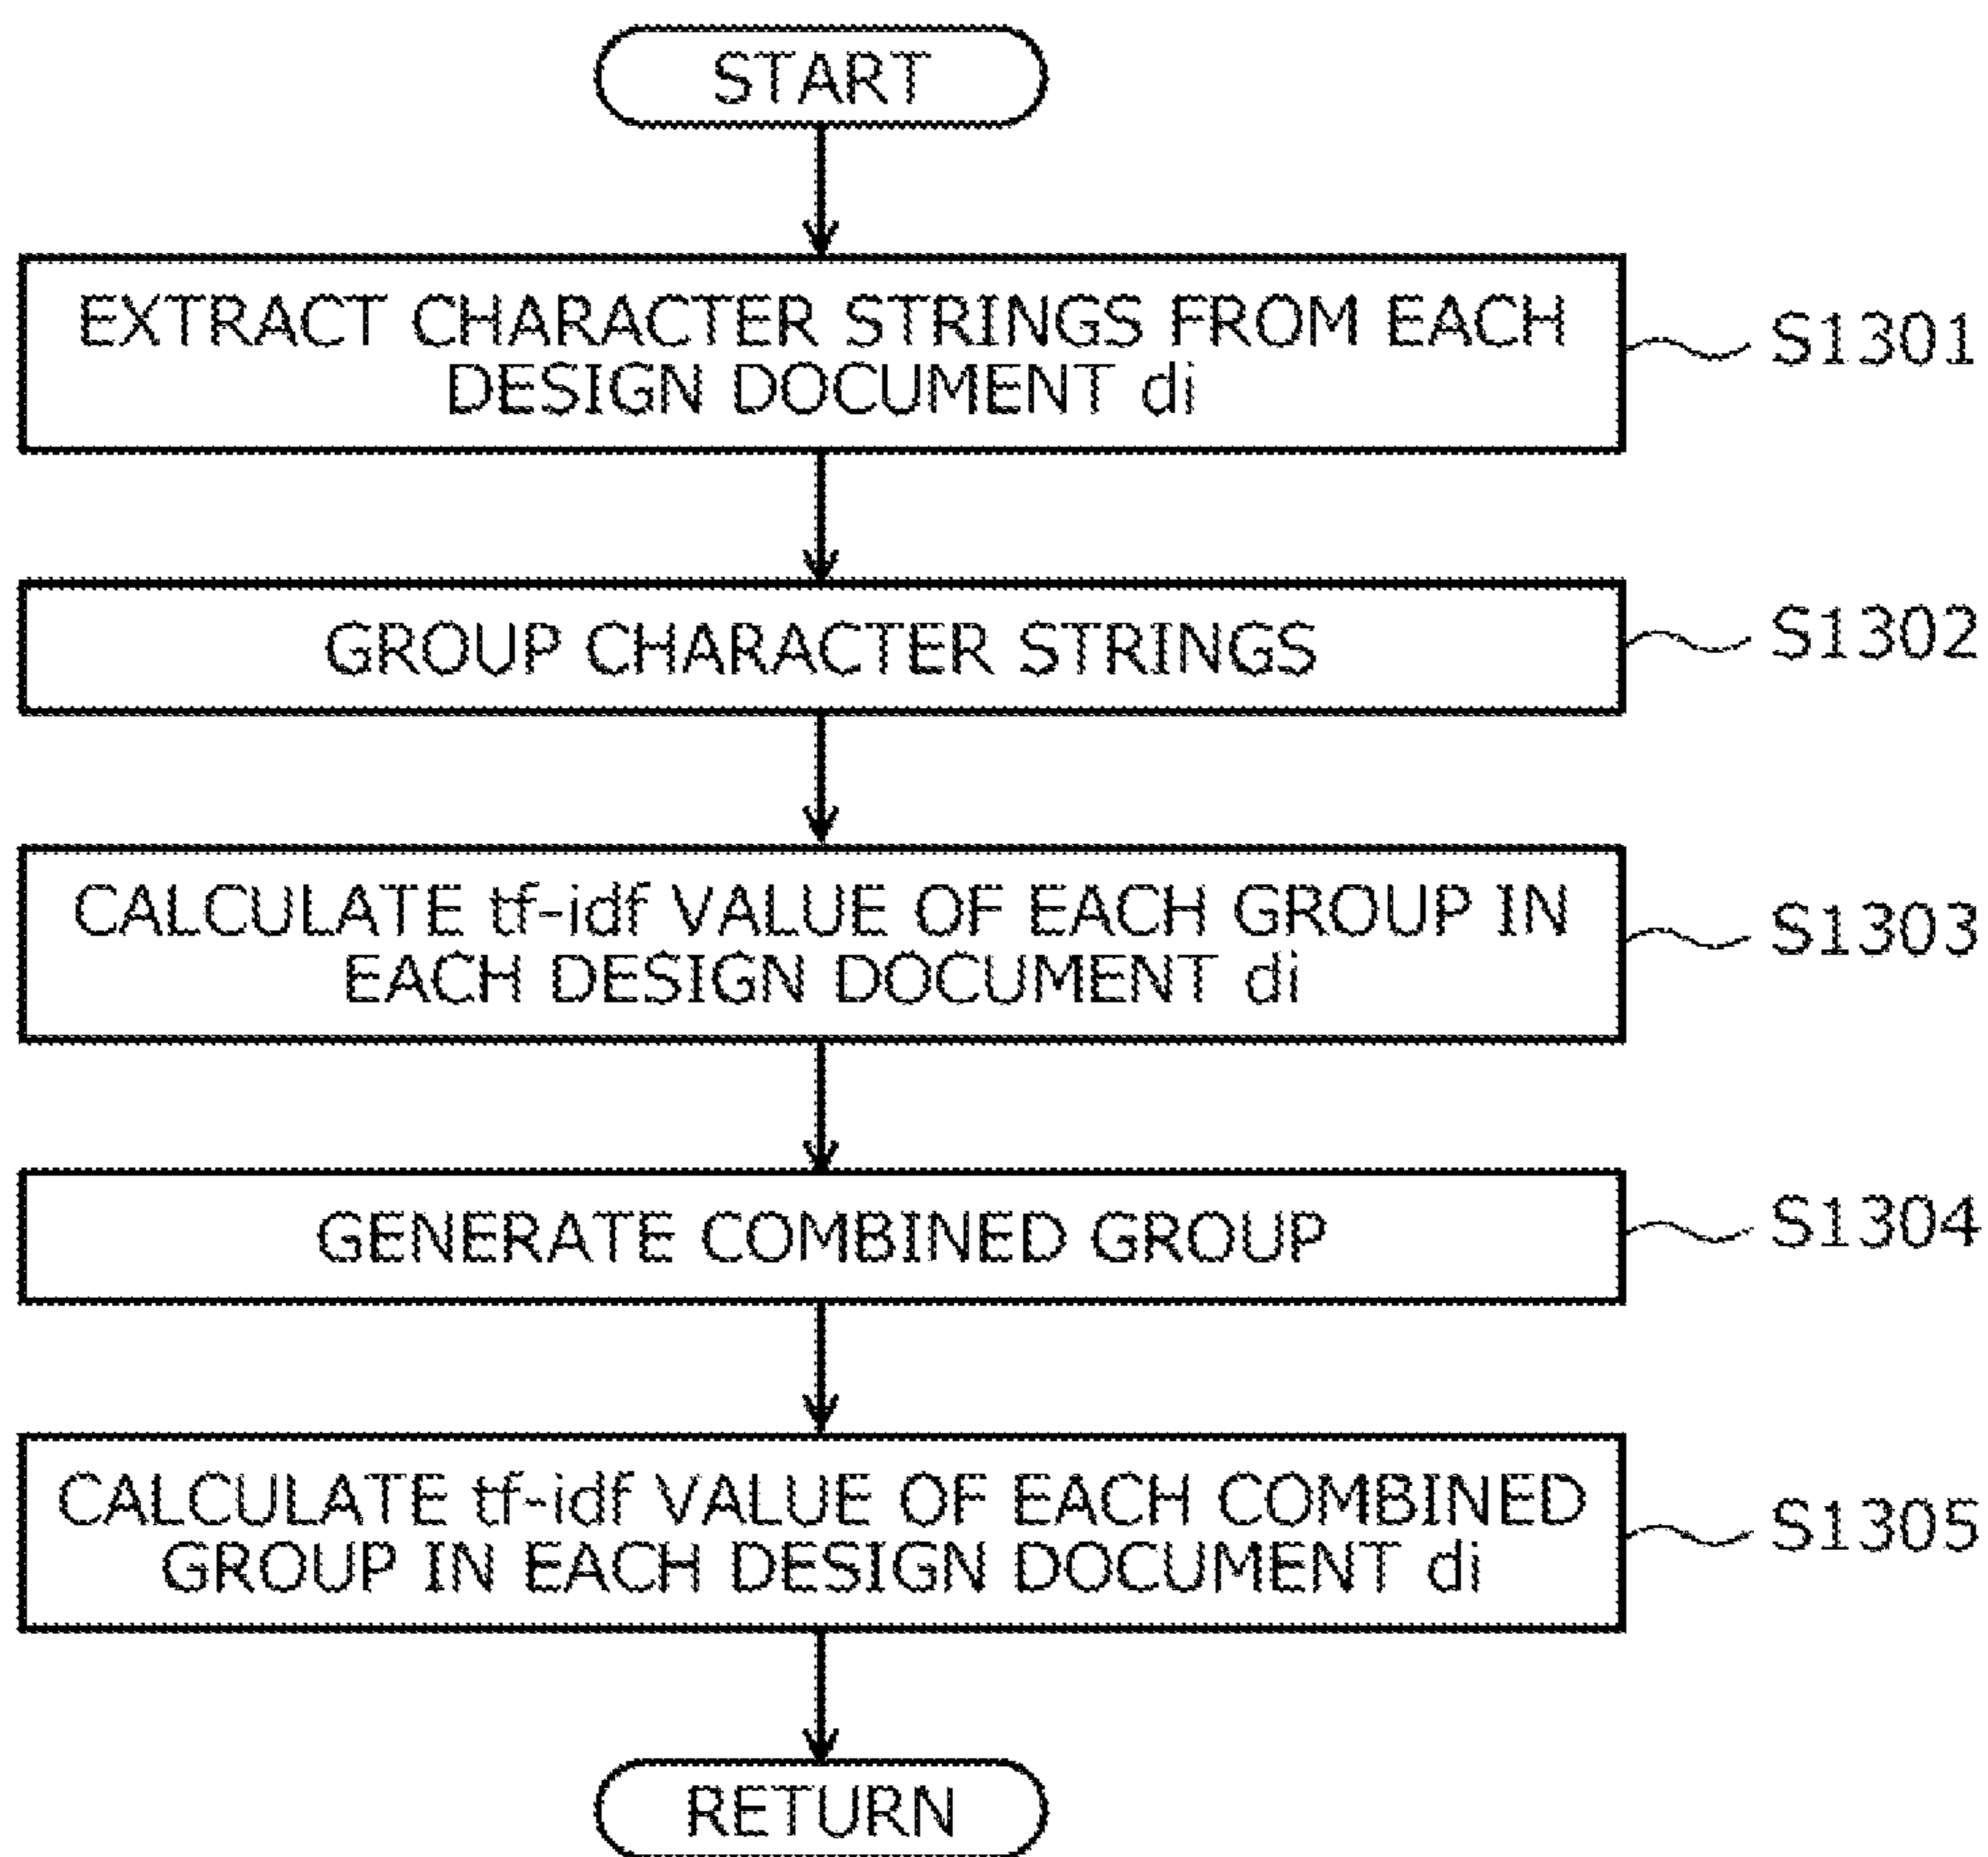 START
EXTRACT CHARACTER STRINGS FROM EACH
DESIGN DOCUMENT di
S1301
GROUP CHARACTER STRINGS
S1302
CALCULATE tf-idf VALUE OF EACH GROUP IN
EACH DESIGN DOCUMENT di
S1303
GENERATE COMBINED GROUP
S1304
CALCULATE tf-idf VALUE OF EACH COMBINED
GROUP IN EACH DESIGN DOCUMENT di
S1305
RETURN